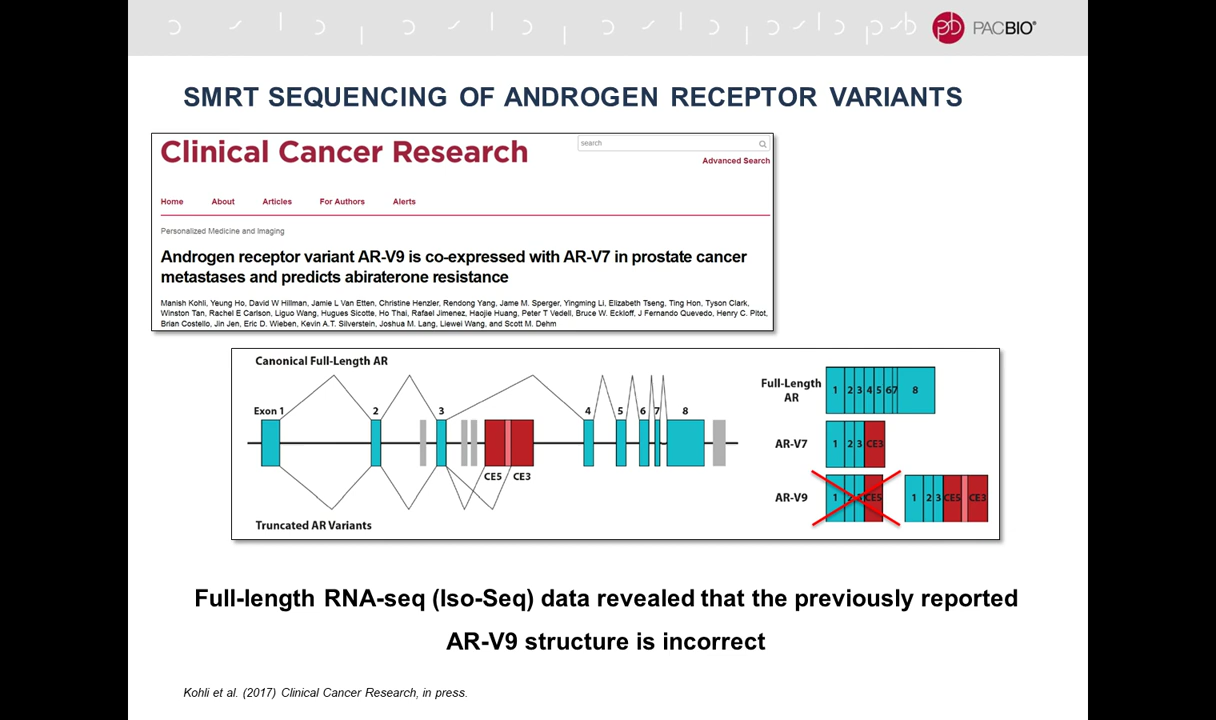 PACBIO®
SMRT SEQUENCING OF ANDROGEN RECEPTOR VARIANTS
Clinical Cancer Research
search
Advanced Search
Home About Articles For Authors Alerts
Personalized Medicine and Imaging
Androgen receptor variant AR-V9 is co-expressed with AR-V7 in prostate cancer
metastases and predicts abiraterone resistance
Manish Kohli, Yeung Ho, David W Hillman, Jamie L Van Etten, Christine Henzler, Rendong Yang, Jame M. Sperger, Yingming Li, Elizabeth Tseng, Ting Hon, Tyson Clark,
Winston Tan, Rachel E Carlson, Liguo Wang, Hugues Sicotte, Ho Thai, Rafael Jimenez, Haojie Huang, Peter T Vedell, Bruce W. Eckloff, J Fernando Quevedo, Henry C. Pitot,
Brian Costello, Jin Jen, Eric D. Wieben, Kevin A.T. Silverstein, Joshua M. Lang, Liewei Wang, and Scott M. Dehm
Canonical Full-Length AR
Exon 1 2 3 4 5 6 7 8
CE5 CE3
Truncated AR Variants
Full-Length
AR
1 2 3 4 5 6 7 8
AR-V7
1 2 3 CE3
AR-V9
1 2 3 CE5
1 2 3 CE5 CE3
Full-length RNA-seq (Iso-Seq) data revealed that the previously reported
AR-V9 structure is incorrect
Kohli et al. (2017) Clinical Cancer Research, in press.